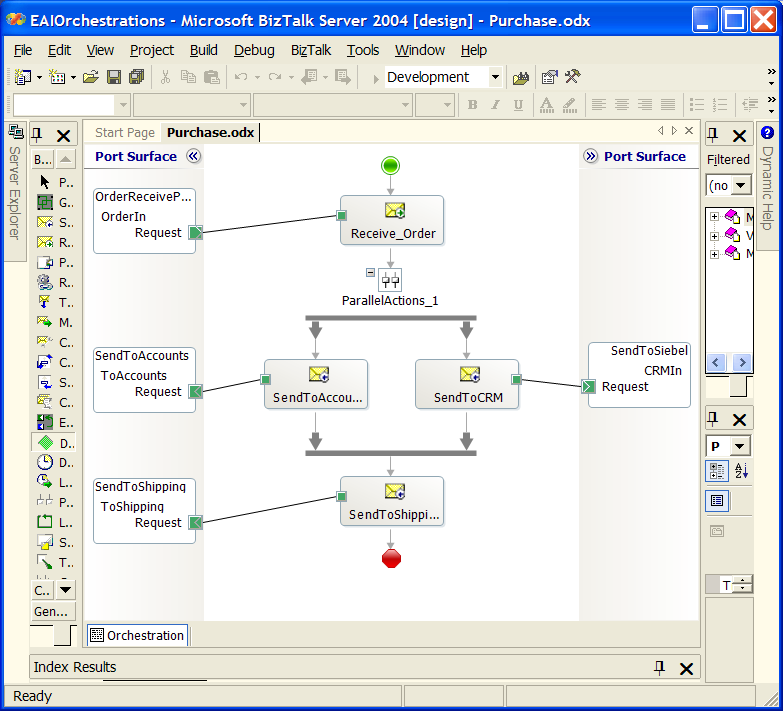 EAIOrchestrations - Microsoft BizTalk Server 2004 [design] - Purchase.odx
File Edit View Project Build Debug BizTalk Tools Window Help
Development
B I U A
Server Explorer
B...
P..
G..
S..
R..
P..
R..
T..
M..
C..
C..
S..
C..
E..
D..
D..
L..
P..
L..
S..
T..
C..
Gen...
Start Page Purchase.odx
Port Surface
OrderReceiveP...
OrderIn
Request
SendToAccounts
ToAccounts
Request
SendToShipping
ToShipping
Request
Receive_Order
ParallelActions_1
SendToAccou...
SendToCRM
SendToShippi...
Port Surface
SendToSiebel
CRMIn
Request
Orchestration
Filtered
(no
M
V
M
P
T
Dynamic Help
Index Results
Ready